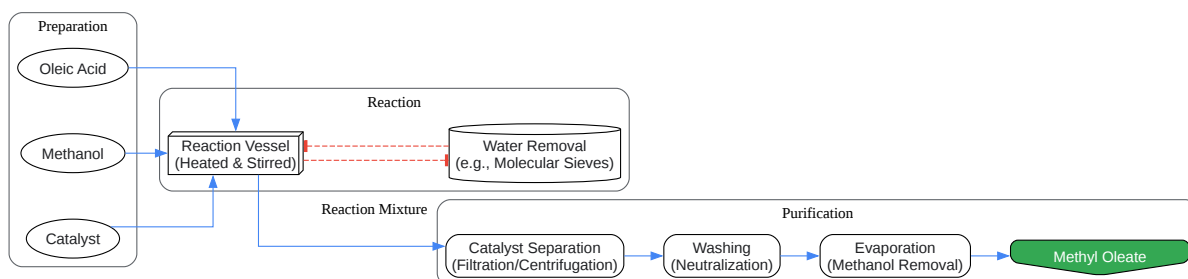 Preparation
Oleic Acid
Methanol
Catalyst
Reaction
Reaction Vessel
(Heated & Stirred)
Water Removal
(e.g., Molecular Sieves)
Reaction Mixture
Purification
Catalyst Separation
(Filtration/Centrifugation)
Washing
(Neutralization)
Evaporation
(Methanol Removal)
Methyl Oleate